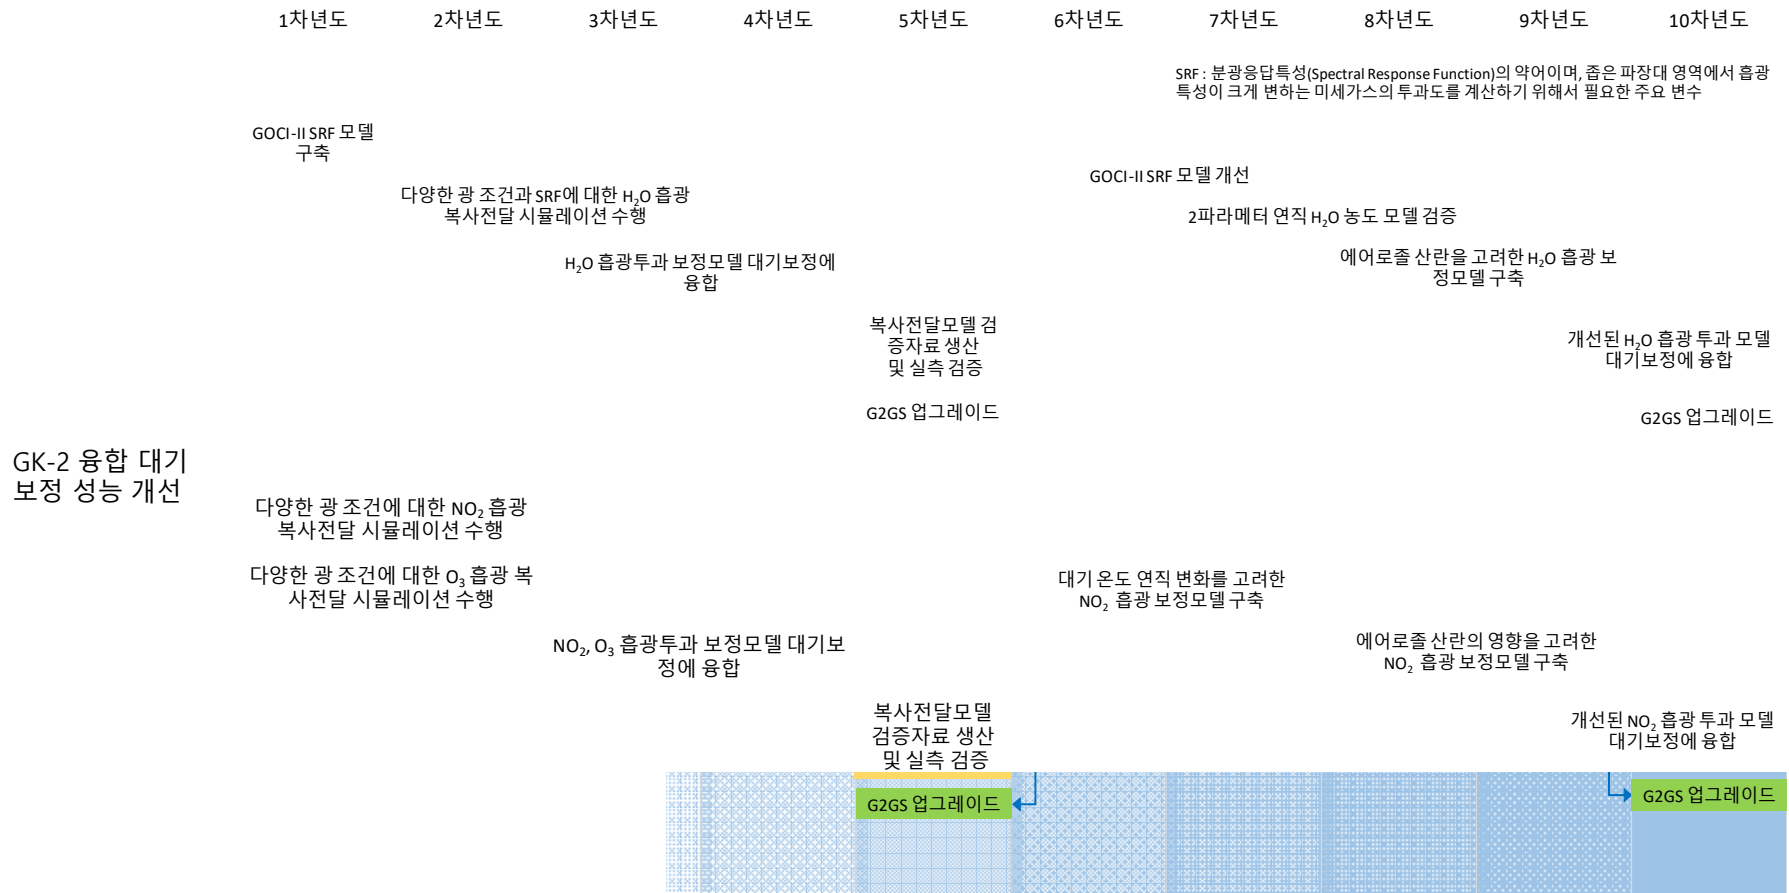 1차년도 2차년도 3차년도 4차년도 5차년도 6차년도 7차년도 8차년도 9차년도 10차년도
SRF : 분광응답특성(Spectral Response Function)의 약어이며, 좁은 파장대 영역에서 흡광
특성이 크게 변하는 미세가스의 투과도를 계산하기 위해서 필요한 주요 변수
GOCI-II SRF 모델
구축
다양한 광 조건과 SRF에 대한 H₂O 흡광
복사전달 시뮬레이션 수행
H₂O 흡광투과 보정모델 대기보정에
융합
복사전달모델 검
증자료 생산
및 실측 검증
G2GS 업그레이드
GOCI-II SRF 모델 개선
2파라메터 연직 H₂O 농도 모델 검증
에어로졸 산란을 고려한 H₂O 흡광 보
정모델 구축
개선된 H₂O 흡광 투과 모델
대기보정에 융합
G2GS 업그레이드
GK-2 융합 대기
보정 성능 개선
다양한 광 조건에 대한 NO₂ 흡광
복사전달 시뮬레이션 수행
다양한 광 조건에 대한 O₃ 흡광 복
사전달 시뮬레이션 수행
NO₂, O₃ 흡광투과 보정모델 대기보
정에 융합
복사전달모델
검증자료 생산
및 실측 검증
G2GS 업그레이드
대기 온도 연직 변화를 고려한
NO₂ 흡광 보정모델 구축
에어로졸 산란의 영향을 고려한
NO₂ 흡광 보정모델 구축
개선된 NO₂ 흡광 투과 모델
대기보정에 융합
G2GS 업그레이드